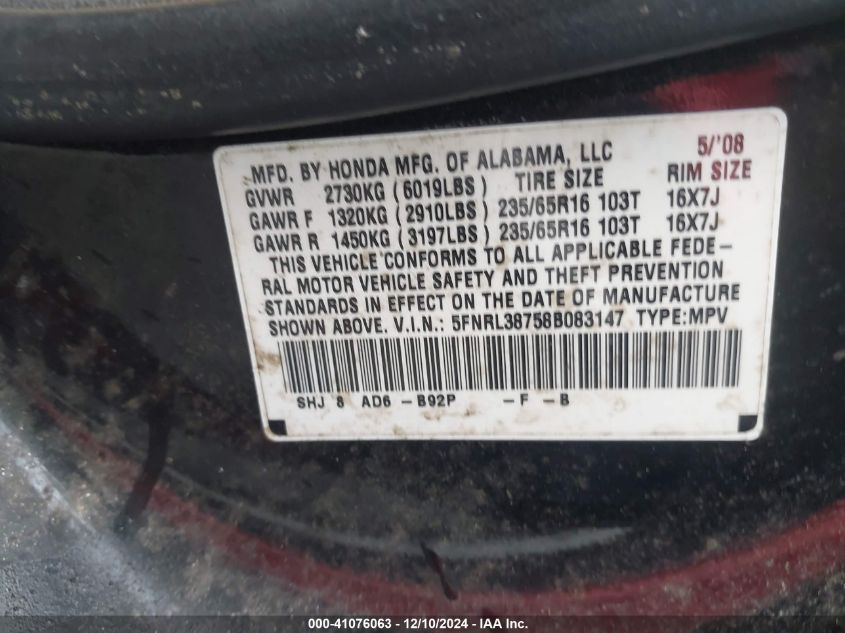 MFD. BY HONDA MFG. OF ALABAMA, LLC 5/'08
GVWR 2730KG (6019LBS) TIRE SIZE RIM SIZE
GAWR F 1320KG (2910LBS) 235/65R16 103T 16X7J
GAWR R 1450KG (3197LBS) 235/65R16 103T 16X7J
THIS VEHICLE CONFORMS TO ALL APPLICABLE FEDE-
RAL MOTOR VEHICLE SAFETY AND THEFT PREVENTION
STANDARDS IN EFFECT ON THE DATE OF MANUFACTURE
SHOWN ABOVE. V.I.N.: 5FNRL38758B083147 TYPE:MPV
SHJ 8 AD6 -B92P -F -B
000-41076063 - 12/10/2024 - IAA Inc.